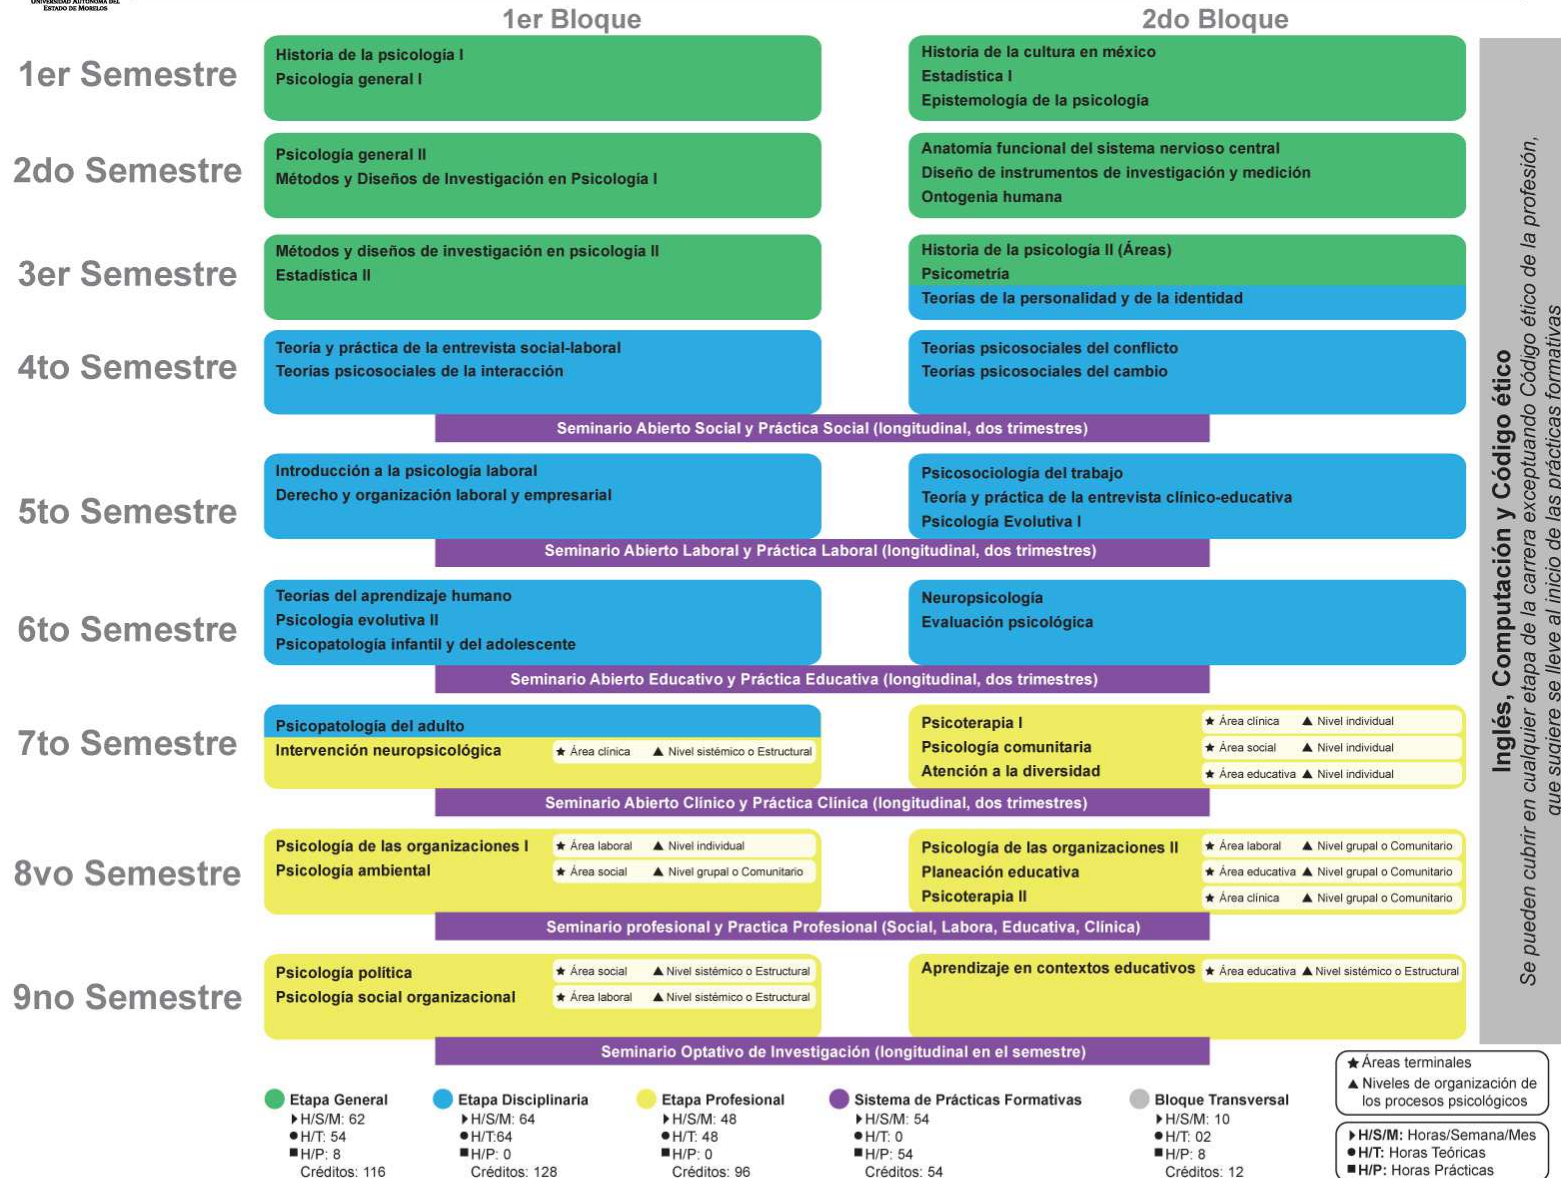 UNIVERSIDAD AUTÓNOMA DEL
ESTADO DE MORELOS
1er Bloque
2do Bloque
1er Semestre
Historia de la psicología I
Psicología general I
Historia de la cultura en méxico
Estadística I
Epistemología de la psicología
2do Semestre
Psicología general II
Métodos y Diseños de Investigación en Psicología I
Anatomía funcional del sistema nervioso central
Diseño de instrumentos de investigación y medición
Ontogenia humana
3er Semestre
Métodos y diseños de investigación en psicología II
Estadística II
Historia de la psicología II (Áreas)
Psicometría
Teorías de la personalidad y de la identidad
4to Semestre
Teoría y práctica de la entrevista social-laboral
Teorías psicosociales de la interacción
Teorías psicosociales del conflicto
Teorías psicosociales del cambio
Seminario Abierto Social y Práctica Social (longitudinal, dos trimestres)
5to Semestre
Introducción a la psicología laboral
Derecho y organización laboral y empresarial
Psicosociología del trabajo
Teoría y práctica de la entrevista clínico-educativa
Psicología Evolutiva I
Seminario Abierto Laboral y Práctica Laboral (longitudinal, dos trimestres)
6to Semestre
Teorías del aprendizaje humano
Psicología evolutiva II
Psicopatología infantil y del adolescente
Neuropsicología
Evaluación psicológica
Seminario Abierto Educativo y Práctica Educativa (longitudinal, dos trimestres)
7to Semestre
Psicopatología del adulto
Intervención neuropsicológica ★ Área clínica ▲ Nivel sistémico o Estructural
Psicoterapia I ★ Área clínica ▲ Nivel individual
Psicología comunitaria ★ Área social ▲ Nivel individual
Atención a la diversidad ★ Área educativa ▲ Nivel individual
Seminario Abierto Clínico y Práctica Clínica (longitudinal, dos trimestres)
8vo Semestre
Psicología de las organizaciones I ★ Área laboral ▲ Nivel individual
Psicología ambiental ★ Área social ▲ Nivel grupal o Comunitario
Psicología de las organizaciones II ★ Área laboral ▲ Nivel grupal o Comunitario
Planeación educativa ★ Área educativa ▲ Nivel grupal o Comunitario
Psicoterapia II ★ Área clínica ▲ Nivel grupal o Comunitario
Seminario profesional y Practica Profesional (Social, Labora, Educativa, Clínica)
9no Semestre
Psicología política ★ Área social ▲ Nivel sistémico o Estructural
Psicología social organizacional ★ Área laboral ▲ Nivel sistémico o Estructural
Aprendizaje en contextos educativos ★ Área educativa ▲ Nivel sistémico o Estructural
Seminario Optativo de Investigación (longitudinal en el semestre)
Inglés, Computación y Código ético
Se pueden cubrir en cualquier etapa de la carrera exceptuando Código ético de la profesión,
que sugiere se lleve al inicio de las prácticas formativas
Etapa General
H/S/M: 62
H/T: 54
H/P: 8
Créditos: 116
Etapa Disciplinaria
H/S/M: 64
H/T:64
H/P: 0
Créditos: 128
Etapa Profesional
H/S/M: 48
H/T: 48
H/P: 0
Créditos: 96
Sistema de Prácticas Formativas
H/S/M: 54
H/T: 0
H/P: 54
Créditos: 54
Bloque Transversal
H/S/M: 10
H/T: 02
H/P: 8
Créditos: 12
★ Áreas terminales
▲ Niveles de organización de
los procesos psicológicos
H/S/M: Horas/Semana/Mes
H/T: Horas Teóricas
H/P: Horas Prácticas